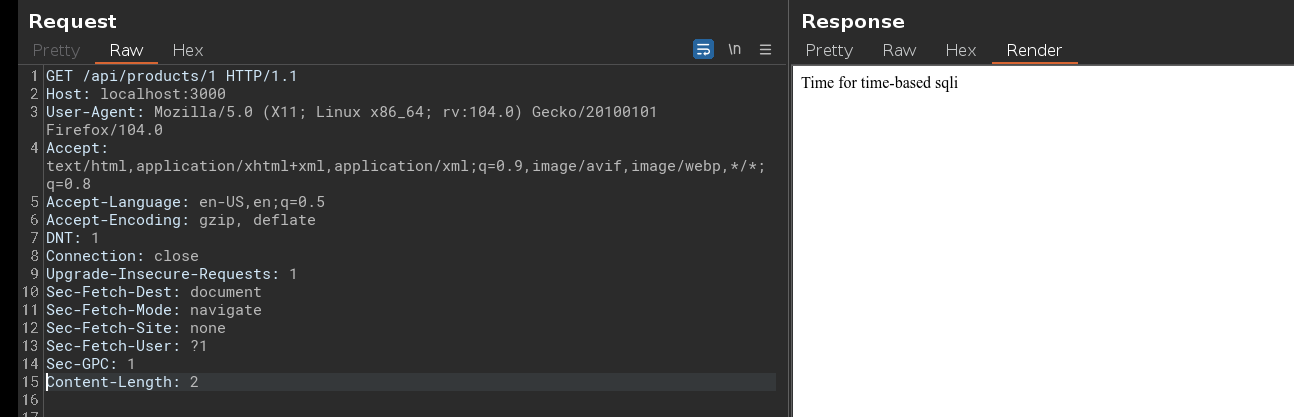 Request
Pretty Raw Hex \n
1 GET /api/products/1 HTTP/1.1
2 Host: localhost:3000
3 User-Agent: Mozilla/5.0 (X11; Linux x86_64; rv:104.0) Gecko/20100101
Firefox/104.0
4 Accept:
text/html,application/xhtml+xml,application/xml;q=0.9,image/avif,image/webp,*/*;
q=0.8
5 Accept-Language: en-US,en;q=0.5
6 Accept-Encoding: gzip, deflate
7 DNT: 1
8 Connection: close
9 Upgrade-Insecure-Requests: 1
10 Sec-Fetch-Dest: document
11 Sec-Fetch-Mode: navigate
12 Sec-Fetch-Site: none
13 Sec-Fetch-User: ?1
14 Sec-GPC: 1
15 Content-Length: 2
16
17
Response
Pretty Raw Hex Render
Time for time-based sqli